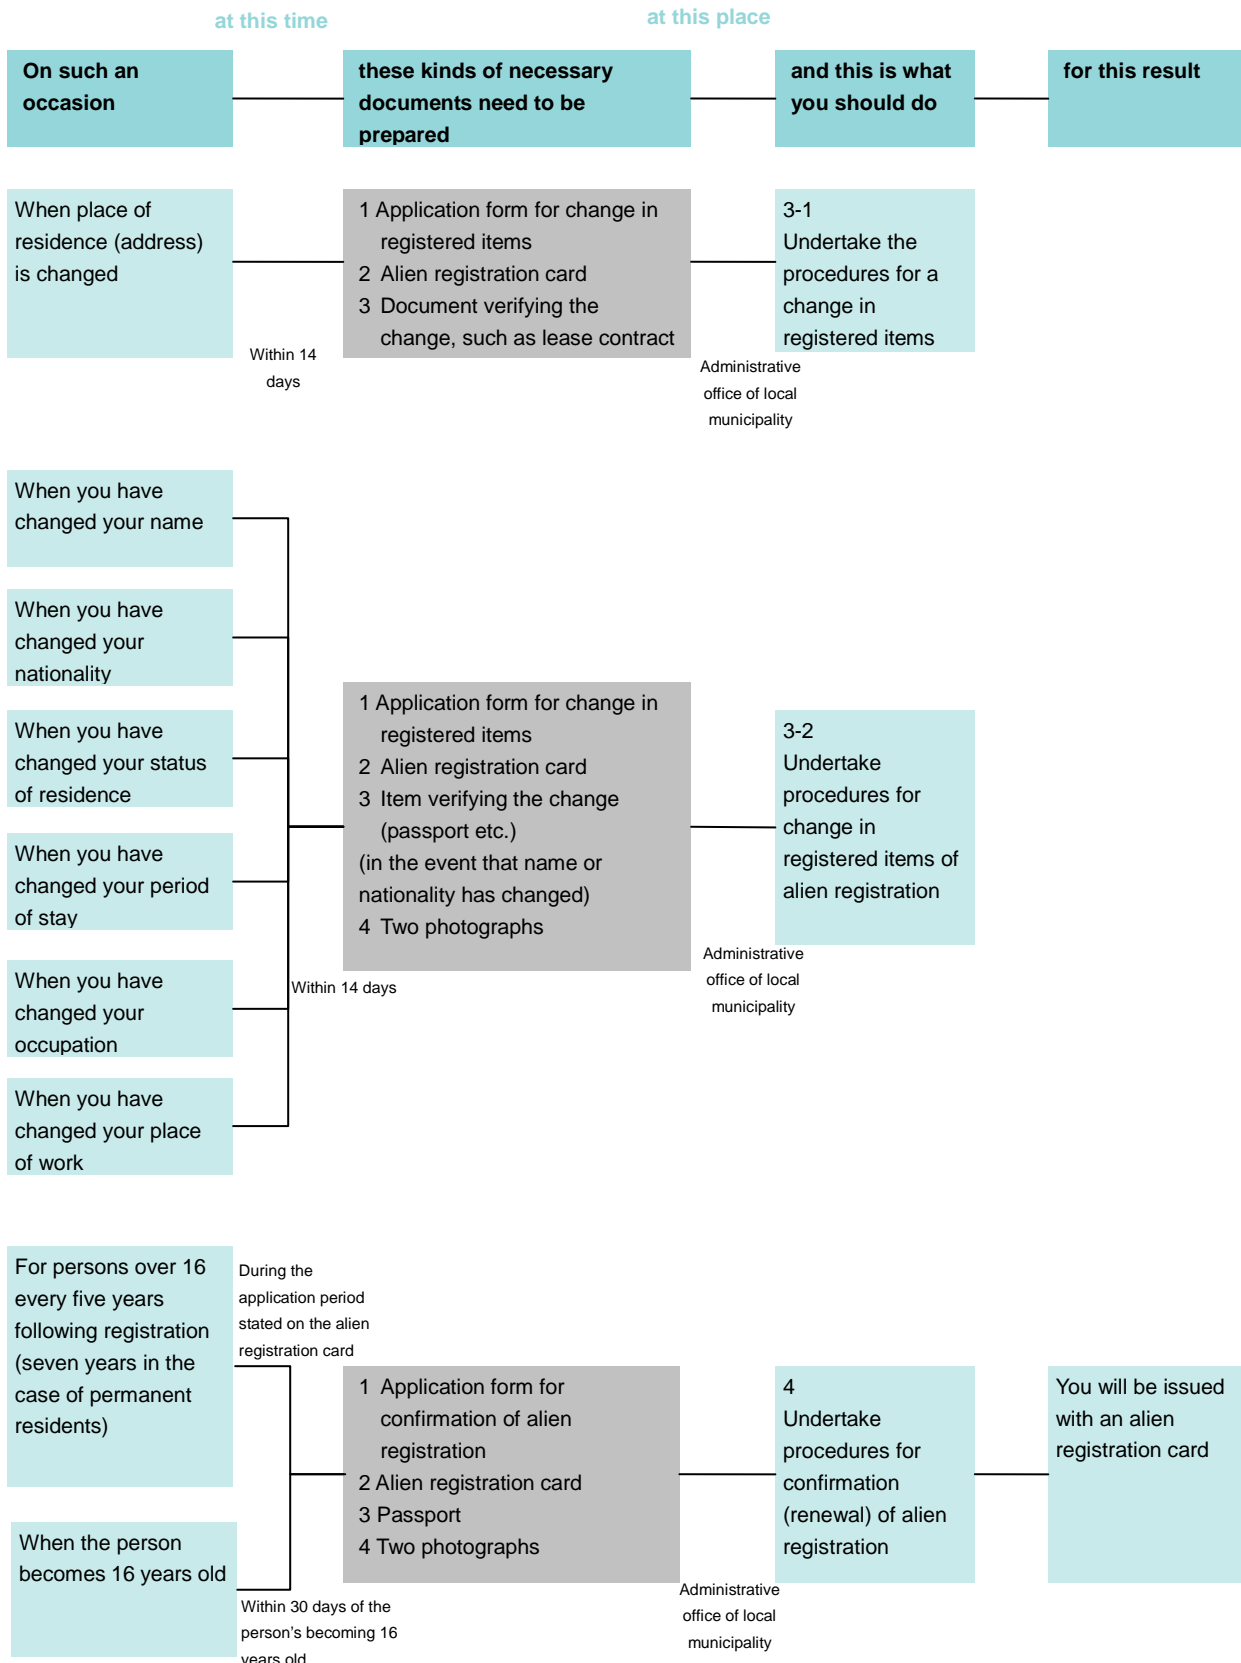 at this time
at this place
On such an
occasion
these kinds of necessary
documents need to be
prepared
and this is what
you should do
for this result
When place of
residence (address)
is changed
Within 14
days
1 Application form for change in
registered items
2 Alien registration card
3 Document verifying the
change, such as lease contract
Administrative
office of local
municipality
3-1
Undertake the
procedures for a
change in
registered items
When you have
changed your name
When you have
changed your
nationality
When you have
changed your status
of residence
When you have
changed your period
of stay
When you have
changed your
occupation
When you have
changed your place
of work
Within 14 days
1 Application form for change in
registered items
2 Alien registration card
3 Item verifying the change
(passport etc.)
(in the event that name or
nationality has changed)
4 Two photographs
Administrative
office of local
municipality
3-2
Undertake
procedures for
change in
registered items of
alien registration
For persons over 16
every five years
following registration
(seven years in the
case of permanent
residents)
During the
application period
stated on the alien
registration card
When the person
becomes 16 years old
Within 30 days of the
person's becoming 16
years old
1 Application form for
confirmation of alien
registration
2 Alien registration card
3 Passport
4 Two photographs
Administrative
office of local
municipality
4
Undertake
procedures for
confirmation
(renewal) of alien
registration
You will be issued
with an alien
registration card